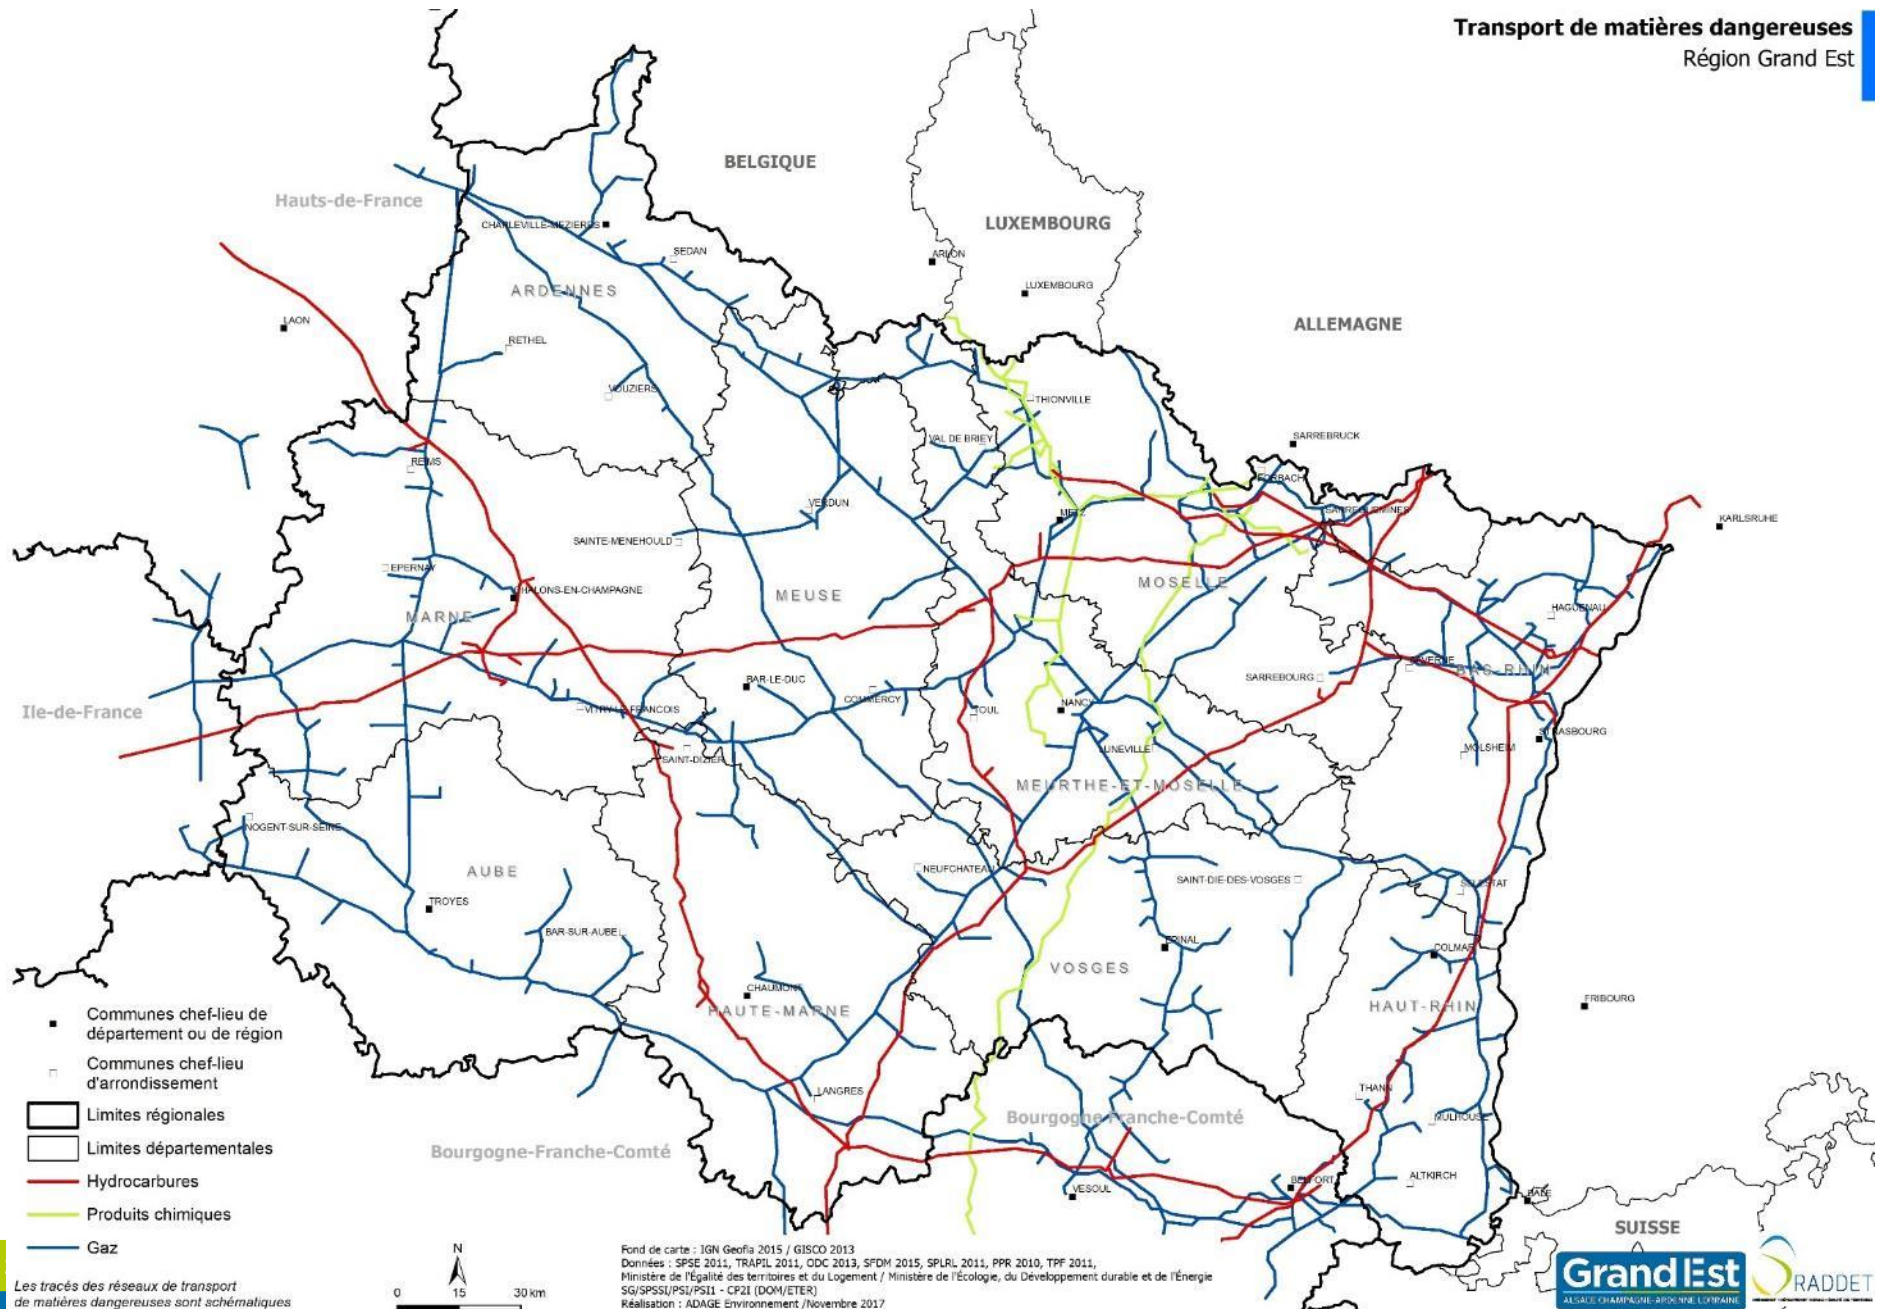 Transport de matières dangereuses
Région Grand Est
BELGIQUE
Hauts-de-France
LUXEMBOURG
CHARLEVILLE-MEZIERES
SEDAN
ARLON
LUXEMBOURG
ARDENNES
LAON
ALLEMAGNE
RETHEL
VOUZIERS
THIONVILLE
VAL DE BRIEY
SARREBRUCK
REIMS
FORBACH
VERDUN
METZ
SARREGUEMINES
KARLSRUHE
SAINTE-MENEHOULD
EPERNAY
CHALONS-EN-CHAMPAGNE
MEUSE
MOSELLE
MARNE
HAGUENAU
SAVERNE
BAS-RHIN
BAR-LE-DUC
SARREBOURG
COMMERCY
Ile-de-France
VITRY-LE-FRANCOIS
TOUL
NANCY
STRASBOURG
LUNEVILLE
MOLSHEIM
SAINT-DIZIER
MEURTHE-ET-MOSELLE
NOGENT-SUR-SEINE
AUBE
NEUFCHATEAU
SAINT-DIE-DES-VOSGES
SELESTAT
TROYES
BAR-SUR-AUBE
EPINAL
COLMAR
VOSGES
CHAUMONT
HAUTE-MARNE
HAUT-RHIN
FRIBOURG
LANGRES
THANN
MULHOUSE
Bourgogne Franche-Comté
Bourgogne-Franche-Comté
VESOUL
BELFORT
ALTKIRCH
BALE
SUISSE
Communes chef-lieu de
département ou de région
Communes chef-lieu
d'arrondissement
Limites régionales
Limites départementales
Hydrocarbures
Produits chimiques
Gaz
Les tracés des réseaux de transport
de matières dangereuses sont schématiques
N
0 15 30 km
Fond de carte : IGN Geofla 2015 / GISCO 2013
Données : SPSE 2011, TRAPIL 2011, ODC 2013, SFDM 2015, SPLRL 2011, PPR 2010, TPF 2011,
Ministère de l'Égalité des territoires et du Logement / Ministère de l'Écologie, du Développement durable et de l'Énergie
SG/SPSSI/PSI/PSI1 - CP2I (DOM/ETER)
Réalisation : ADAGE Environnement /Novembre 2017
Grand Est
ALSACE CHAMPAGNE-ARDENNE LORRAINE
SRADDET